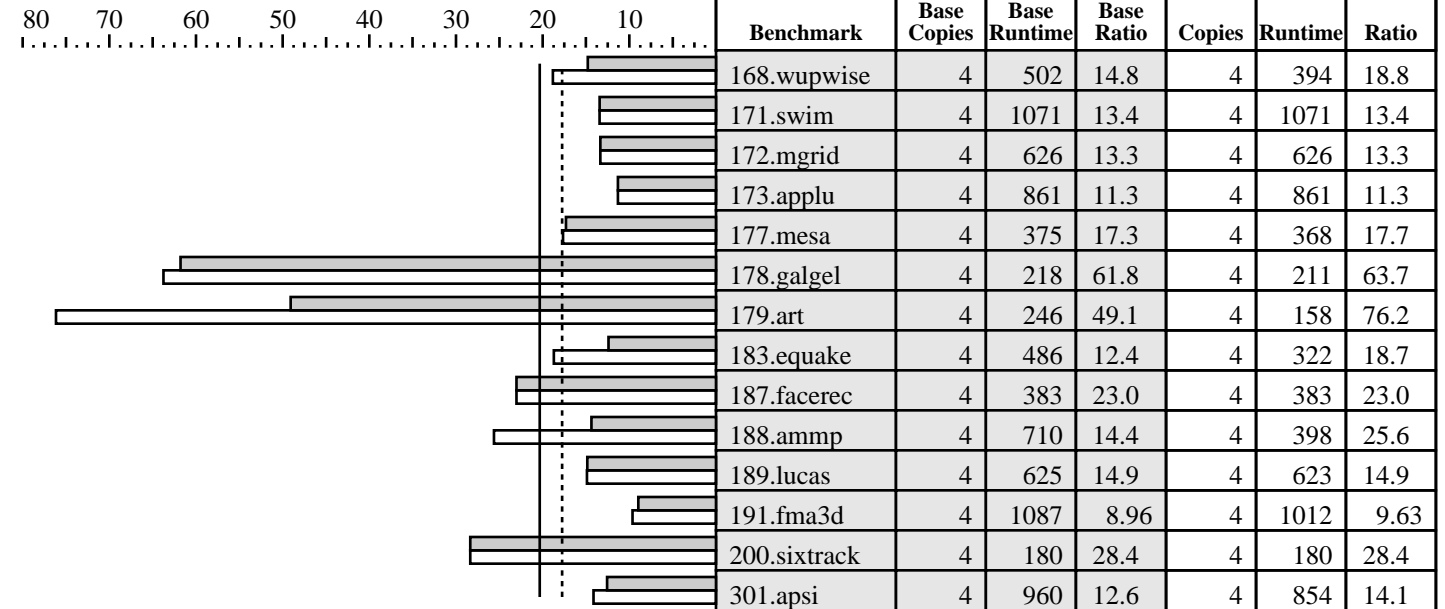 80 70 60 50 40 30 20 10
Benchmark Base Copies Base Runtime Base Ratio Copies Runtime Ratio
168.wupwise 4 502 14.8 4 394 18.8
171.swim 4 1071 13.4 4 1071 13.4
172.mgrid 4 626 13.3 4 626 13.3
173.applu 4 861 11.3 4 861 11.3
177.mesa 4 375 17.3 4 368 17.7
178.galgel 4 218 61.8 4 211 63.7
179.art 4 246 49.1 4 158 76.2
183.equake 4 486 12.4 4 322 18.7
187.facerec 4 383 23.0 4 383 23.0
188.ammp 4 710 14.4 4 398 25.6
189.lucas 4 625 14.9 4 623 14.9
191.fma3d 4 1087 8.96 4 1012 9.63
200.sixtrack 4 180 28.4 4 180 28.4
301.apsi 4 960 12.6 4 854 14.1